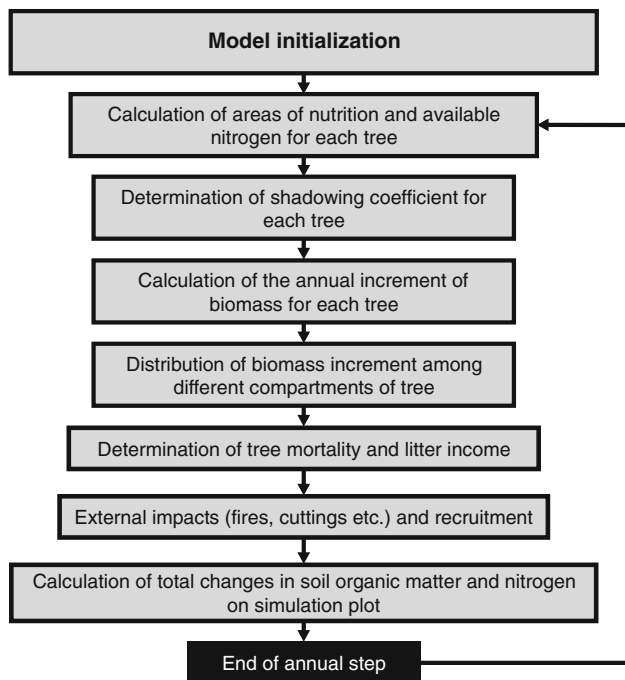 Model initialization
Calculation of areas of nutrition and available
nitrogen for each tree
Determination of shadowing coefficient for
each tree
Calculation of the annual increment of
biomass for each tree
Distribution of biomass increment among
different compartments of tree
Determination of tree mortality and litter income
External impacts (fires, cuttings etc.) and recruitment
Calculation of total changes in soil organic matter and nitrogen
on simulation plot
End of annual step